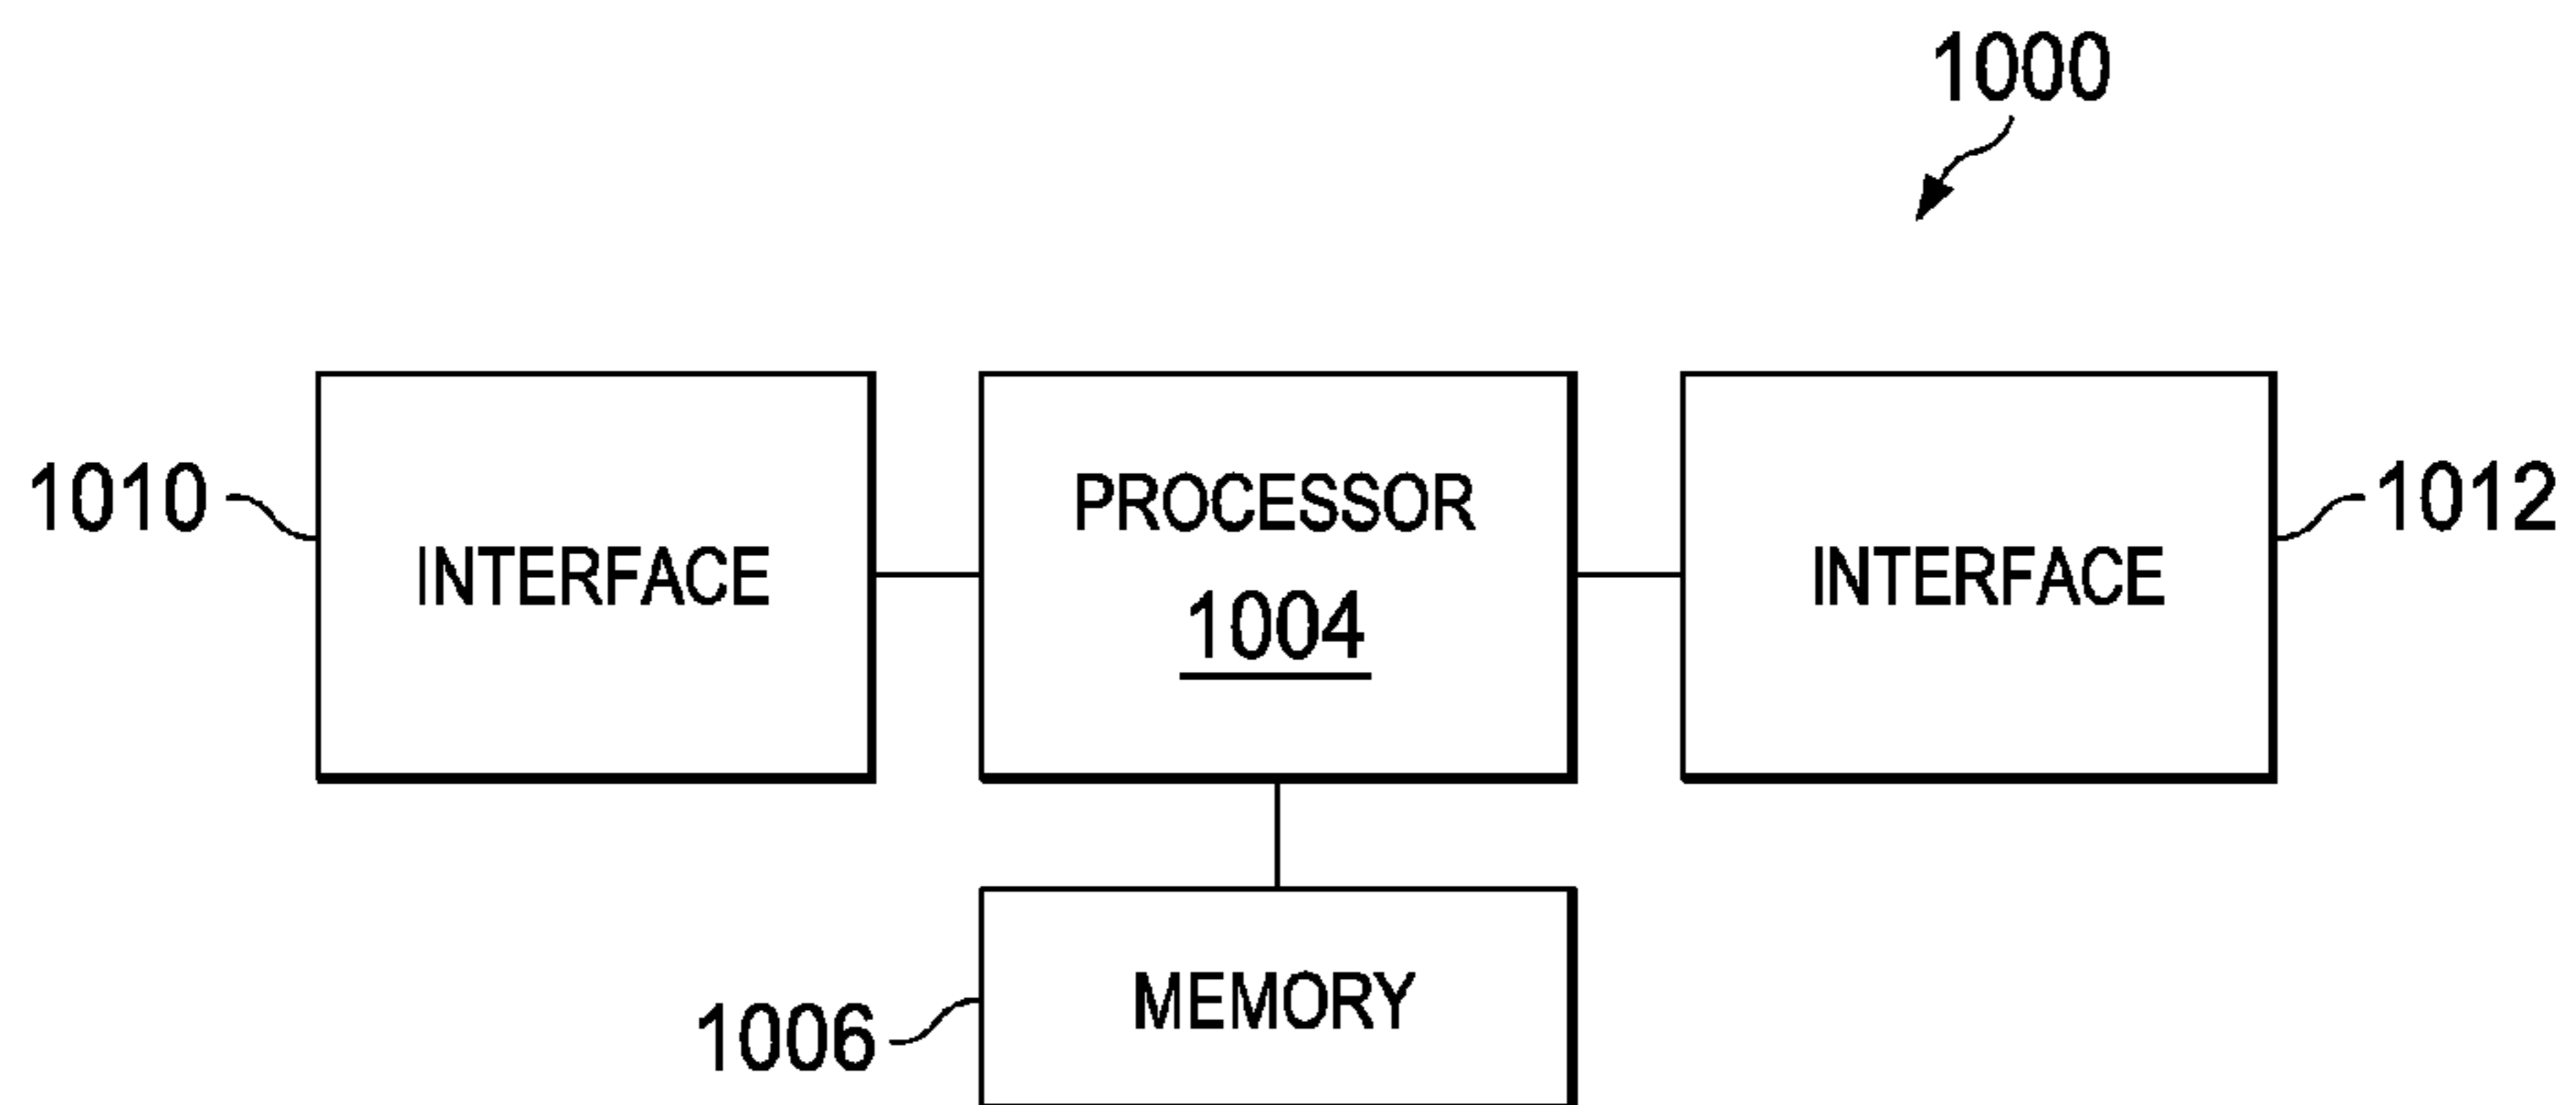 1000
1010
INTERFACE
PROCESSOR
1004
INTERFACE
1012
1006
MEMORY